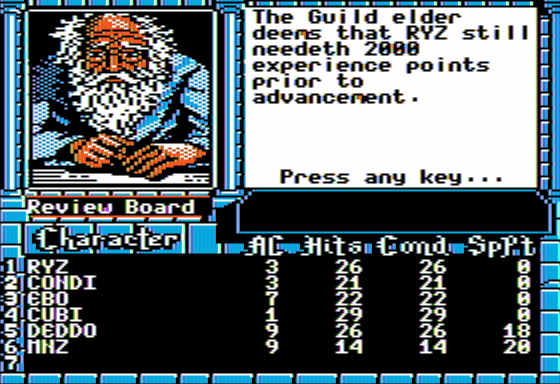 The Guild elder
deems that RYZ still
needeth 2000
experience points
prior to
advancement.
Press any key...
Review Board
Character AC Hits Cond SpPt
1 RYZ 3 26 26 0
2 CONDI 3 21 21 0
3 EBO 7 22 22 0
4 CUBI 1 29 29 0
5 DEDDO 9 26 26 18
6 MNZ 9 14 14 20
7